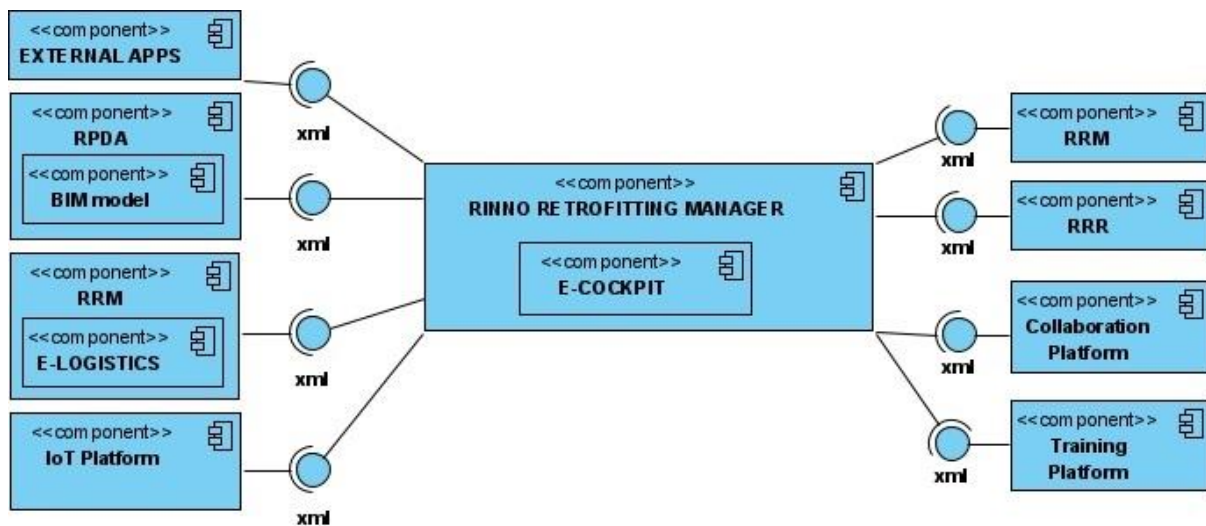 <<component>>
EXTERNAL APPS
xml
<<component>>
RPDA
<<component>>
BIM model
xml
<<component>>
RRM
<<component>>
E-LOGISTICS
xml
<<component>>
IoT Platform
xml
<<component>>
RINNO RETROFITTING MANAGER
<<component>>
E-COCKPIT
<<component>>
RRM
xml
<<component>>
RRR
xml
<<component>>
Collaboration
Platform
xml
<<component>>
Training
Platform
xml